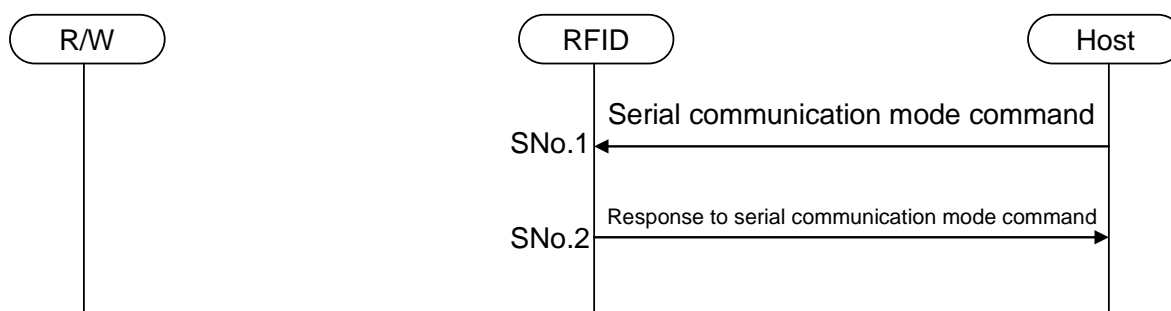 R/W
RFID
Host
Serial communication mode command
SNo.1
Response to serial communication mode command
SNo.2